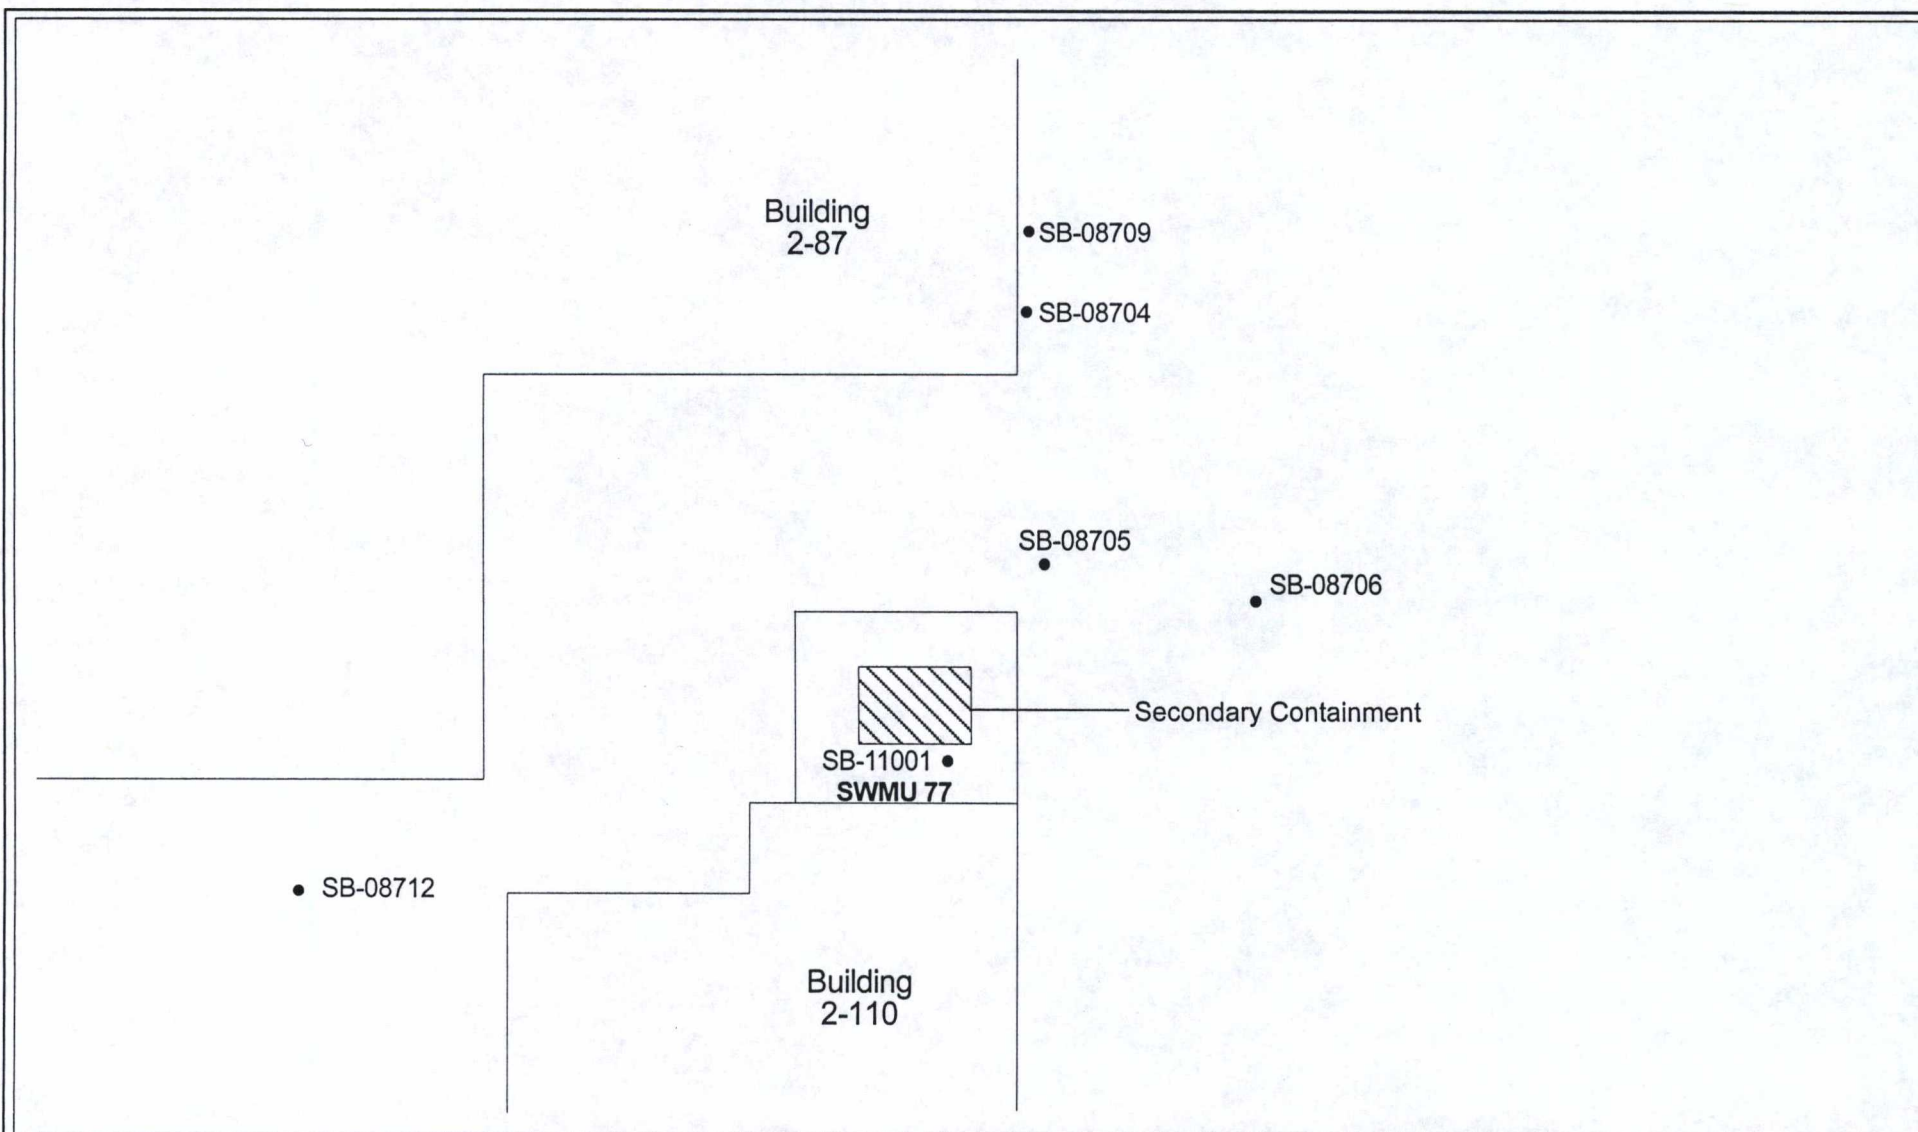 Building
2-87
SB-08709
SB-08704
SB-08705
SB-08706
Secondary Containment
SB-11001
SWMU 77
SB-08712
Building
2-110